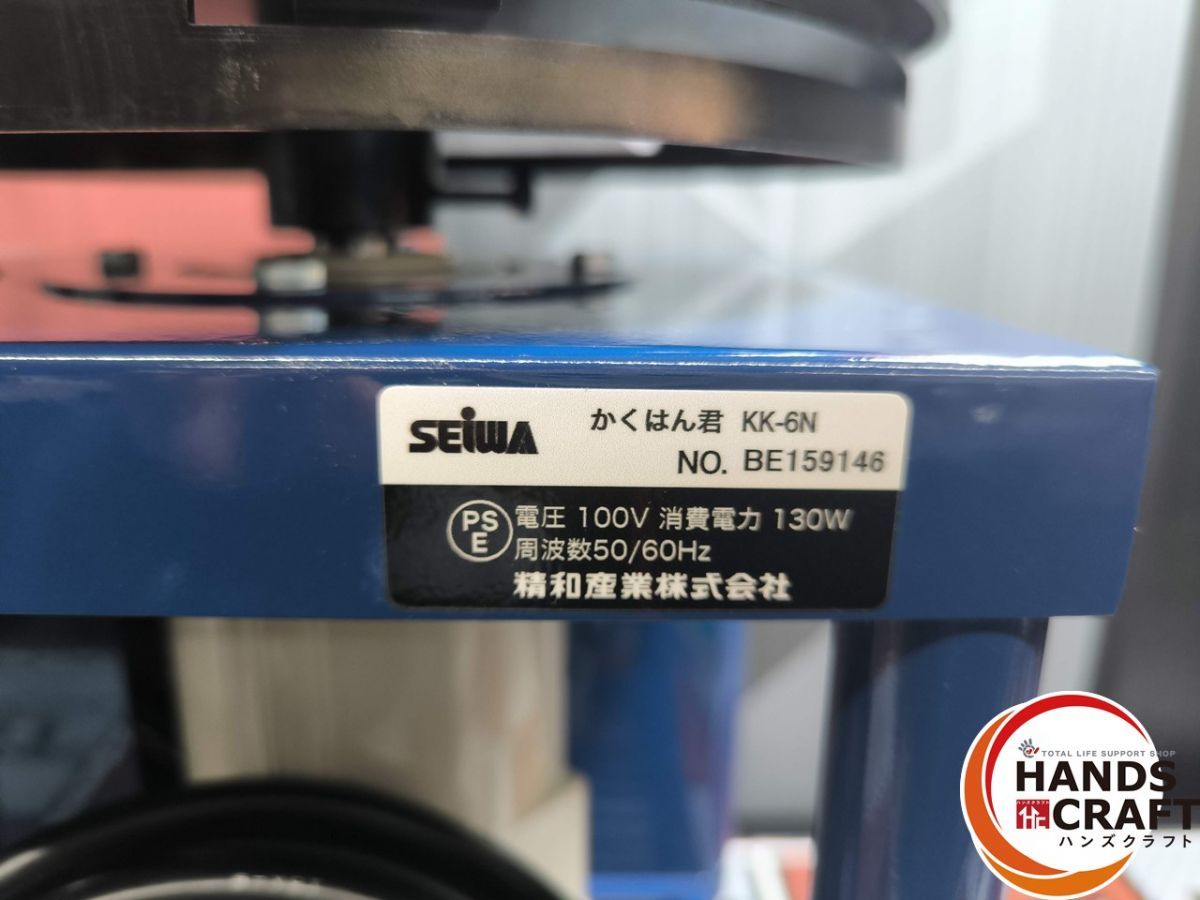 SEIWA
かくはん君 KK-6N
NO. BE159146
PS
E
電圧 100V 消費電力 130W
周波数50/60Hz
精和産業株式会社
TOTAL LIFE SUPPORT SHOP
HANDS
ハンズクラフト
CRAFT
ハンズクラフト